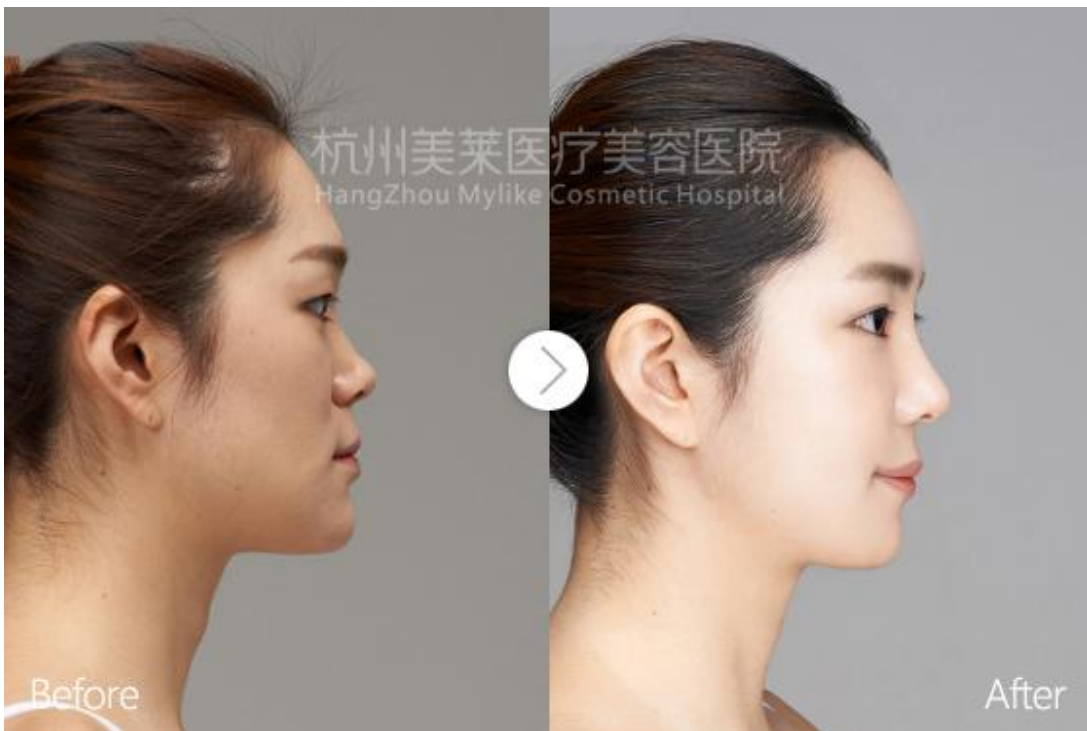 杭州美莱医疗美容医院
HangZhou Mylike Cosmetic Hospital
Before
After